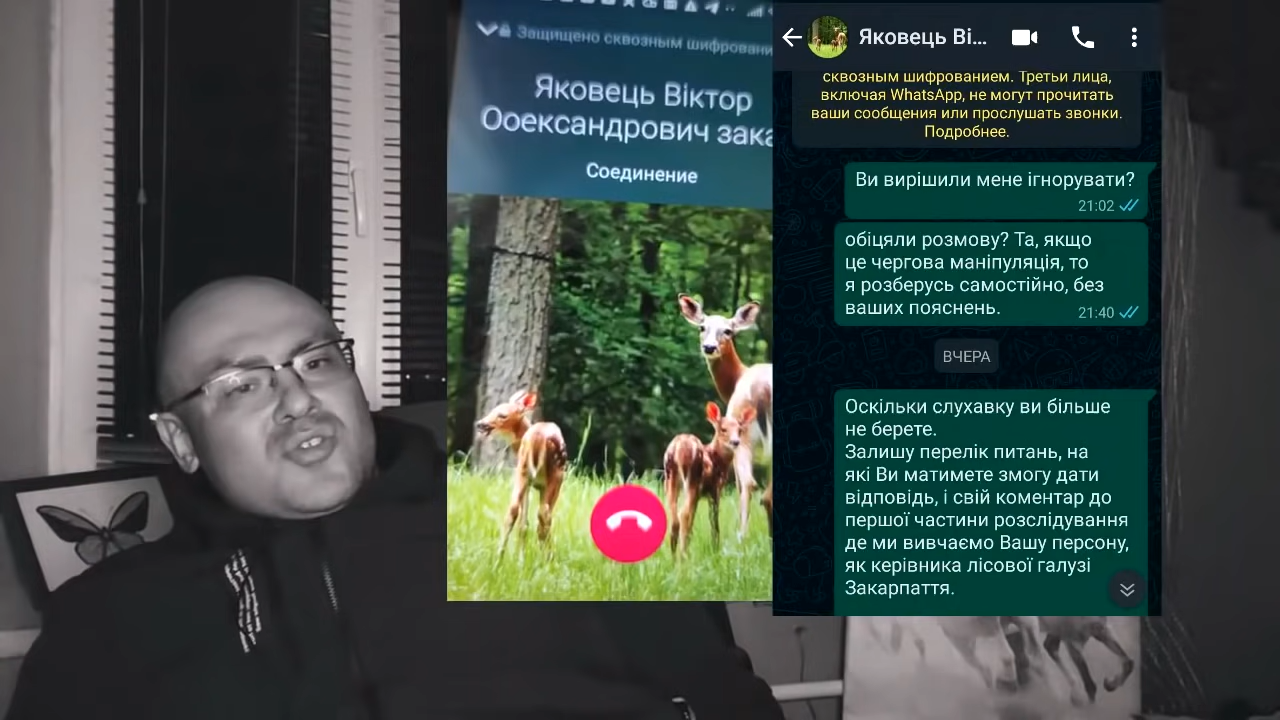 Защищено сквозным шифровани
Яковець Віктор
Ооександрович зака
Соединение
Яковець Ві...
сквозным шифрованием. Третьи лица,
включая WhatsApp, не могут прочитать
ваши сообщения или прослушать звонки.
Подробнее.
Ви вирішили мене ігнорувати?
21:02
обіцяли розмову? Та, якщо
це чергова маніпуляція, то
я розберусь самостійно, без
ваших пояснень.
21:40
ВЧЕРА
Оскільки слухавку ви більше
не берете.
Залишу перелік питань, на
які Ви матимете змогу дати
відповідь, і свій коментар до
першої частини розслідування
де ми вивчаємо Вашу персону,
як керівника лісової галузі
Закарпаття.